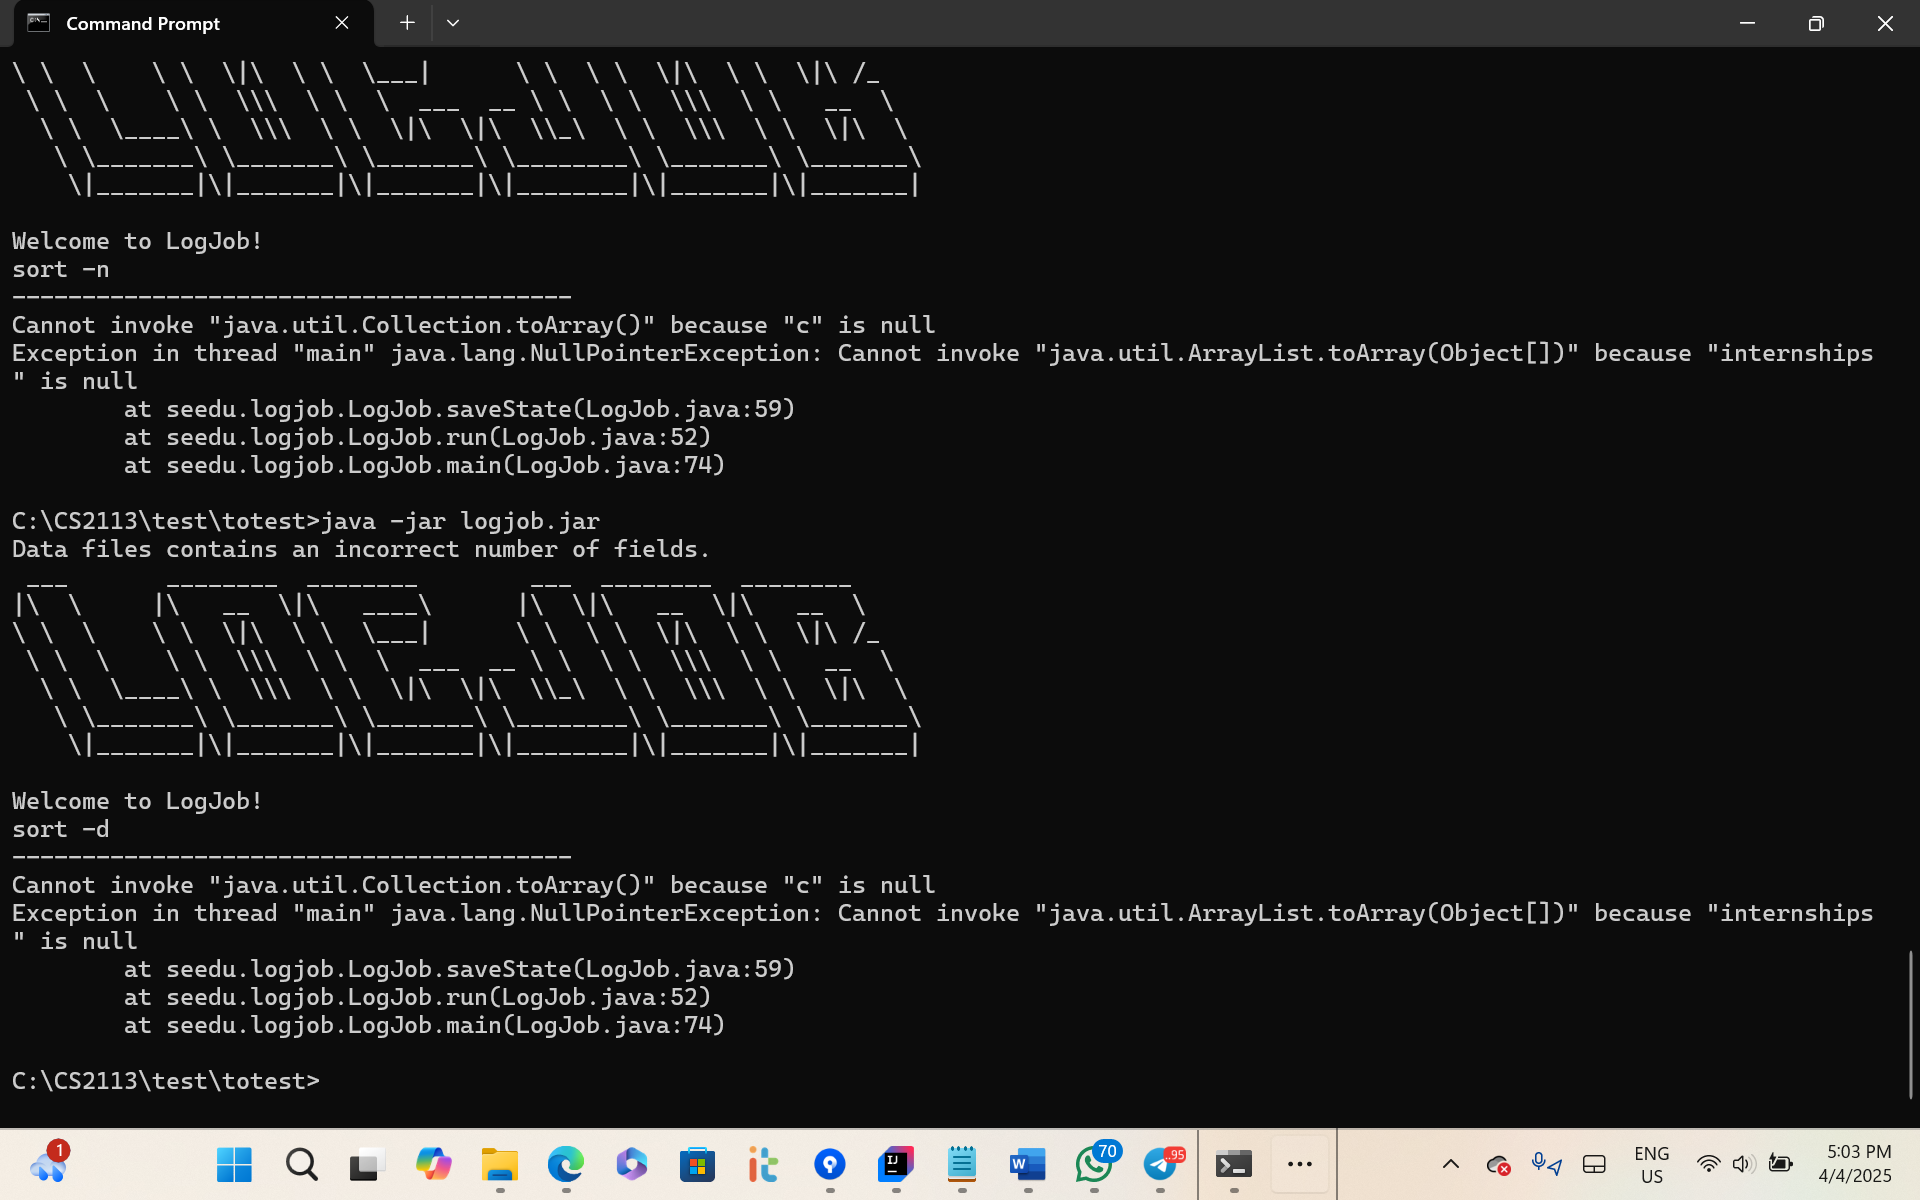 Command Prompt
\ \  \    \ \  \|\  \ \  \___|      \ \  \ \  \|\  \ \  \|\ /_
 \ \  \    \ \  \\\  \ \  \  ___  __ \ \  \ \  \\\  \ \   __  \
  \ \  \____\ \  \\\  \ \  \|\  \|\  \\_\  \ \  \\\  \ \  \|\  \
   \ \_______\ \_______\ \_______\ \________\ \_______\ \_______\
    \|_______|\|_______|\|_______|\|________|\|_______|\|_______|
Welcome to LogJob!
sort -n
----------------------------------------
Cannot invoke "java.util.Collection.toArray()" because "c" is null
Exception in thread "main" java.lang.NullPointerException: Cannot invoke "java.util.ArrayList.toArray(Object[])" because "internships
" is null
        at seedu.logjob.LogJob.saveState(LogJob.java:59)
        at seedu.logjob.LogJob.run(LogJob.java:52)
        at seedu.logjob.LogJob.main(LogJob.java:74)
C:\CS2113\test\totest>java -jar logjob.jar
Data files contains an incorrect number of fields.
 ___       ________  ________        ___  ________  ________
|\  \     |\   __  \|\   ____\      |\  \|\   __  \|\   __  \
\ \  \    \ \  \|\  \ \  \___|      \ \  \ \  \|\  \ \  \|\ /_
 \ \  \    \ \  \\\  \ \  \  ___  __ \ \  \ \  \\\  \ \   __  \
  \ \  \____\ \  \\\  \ \  \|\  \|\  \\_\  \ \  \\\  \ \  \|\  \
   \ \_______\ \_______\ \_______\ \________\ \_______\ \_______\
    \|_______|\|_______|\|_______|\|________|\|_______|\|_______|
Welcome to LogJob!
sort -d
----------------------------------------
Cannot invoke "java.util.Collection.toArray()" because "c" is null
Exception in thread "main" java.lang.NullPointerException: Cannot invoke "java.util.ArrayList.toArray(Object[])" because "internships
" is null
        at seedu.logjob.LogJob.saveState(LogJob.java:59)
        at seedu.logjob.LogJob.run(LogJob.java:52)
        at seedu.logjob.LogJob.main(LogJob.java:74)
C:\CS2113\test\totest>
1
it
IJ
W
70
..95
ENG
US
5:03 PM
4/4/2025